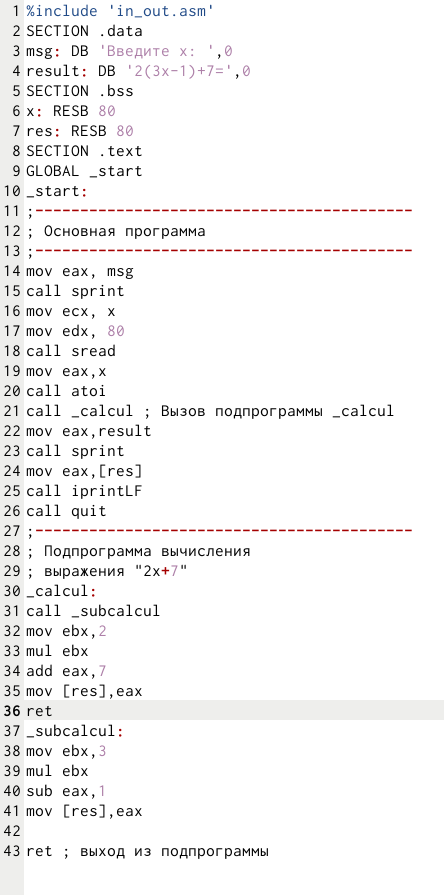 1 %include 'in_out.asm'
2 SECTION .data
3 msg: DB 'Введите x: ',0
4 result: DB '2(3x-1)+7=',0
5 SECTION .bss
6 x: RESB 80
7 res: RESB 80
8 SECTION .text
9 GLOBAL _start
10 _start:
11 ;------------------------------------------
12 ; Основная программа
13 ;------------------------------------------
14 mov eax, msg
15 call sprint
16 mov ecx, x
17 mov edx, 80
18 call sread
19 mov eax,x
20 call atoi
21 call _calcul ; Вызов подпрограммы _calcul
22 mov eax,result
23 call sprint
24 mov eax,[res]
25 call iprintLF
26 call quit
27 ;------------------------------------------
28 ; Подпрограмма вычисления
29 ; выражения "2x+7"
30 _calcul:
31 call _subcalcul
32 mov ebx,2
33 mul ebx
34 add eax,7
35 mov [res],eax
36 ret
37 _subcalcul:
38 mov ebx,3
39 mul ebx
40 sub eax,1
41 mov [res],eax
42
43 ret ; выход из подпрограммы